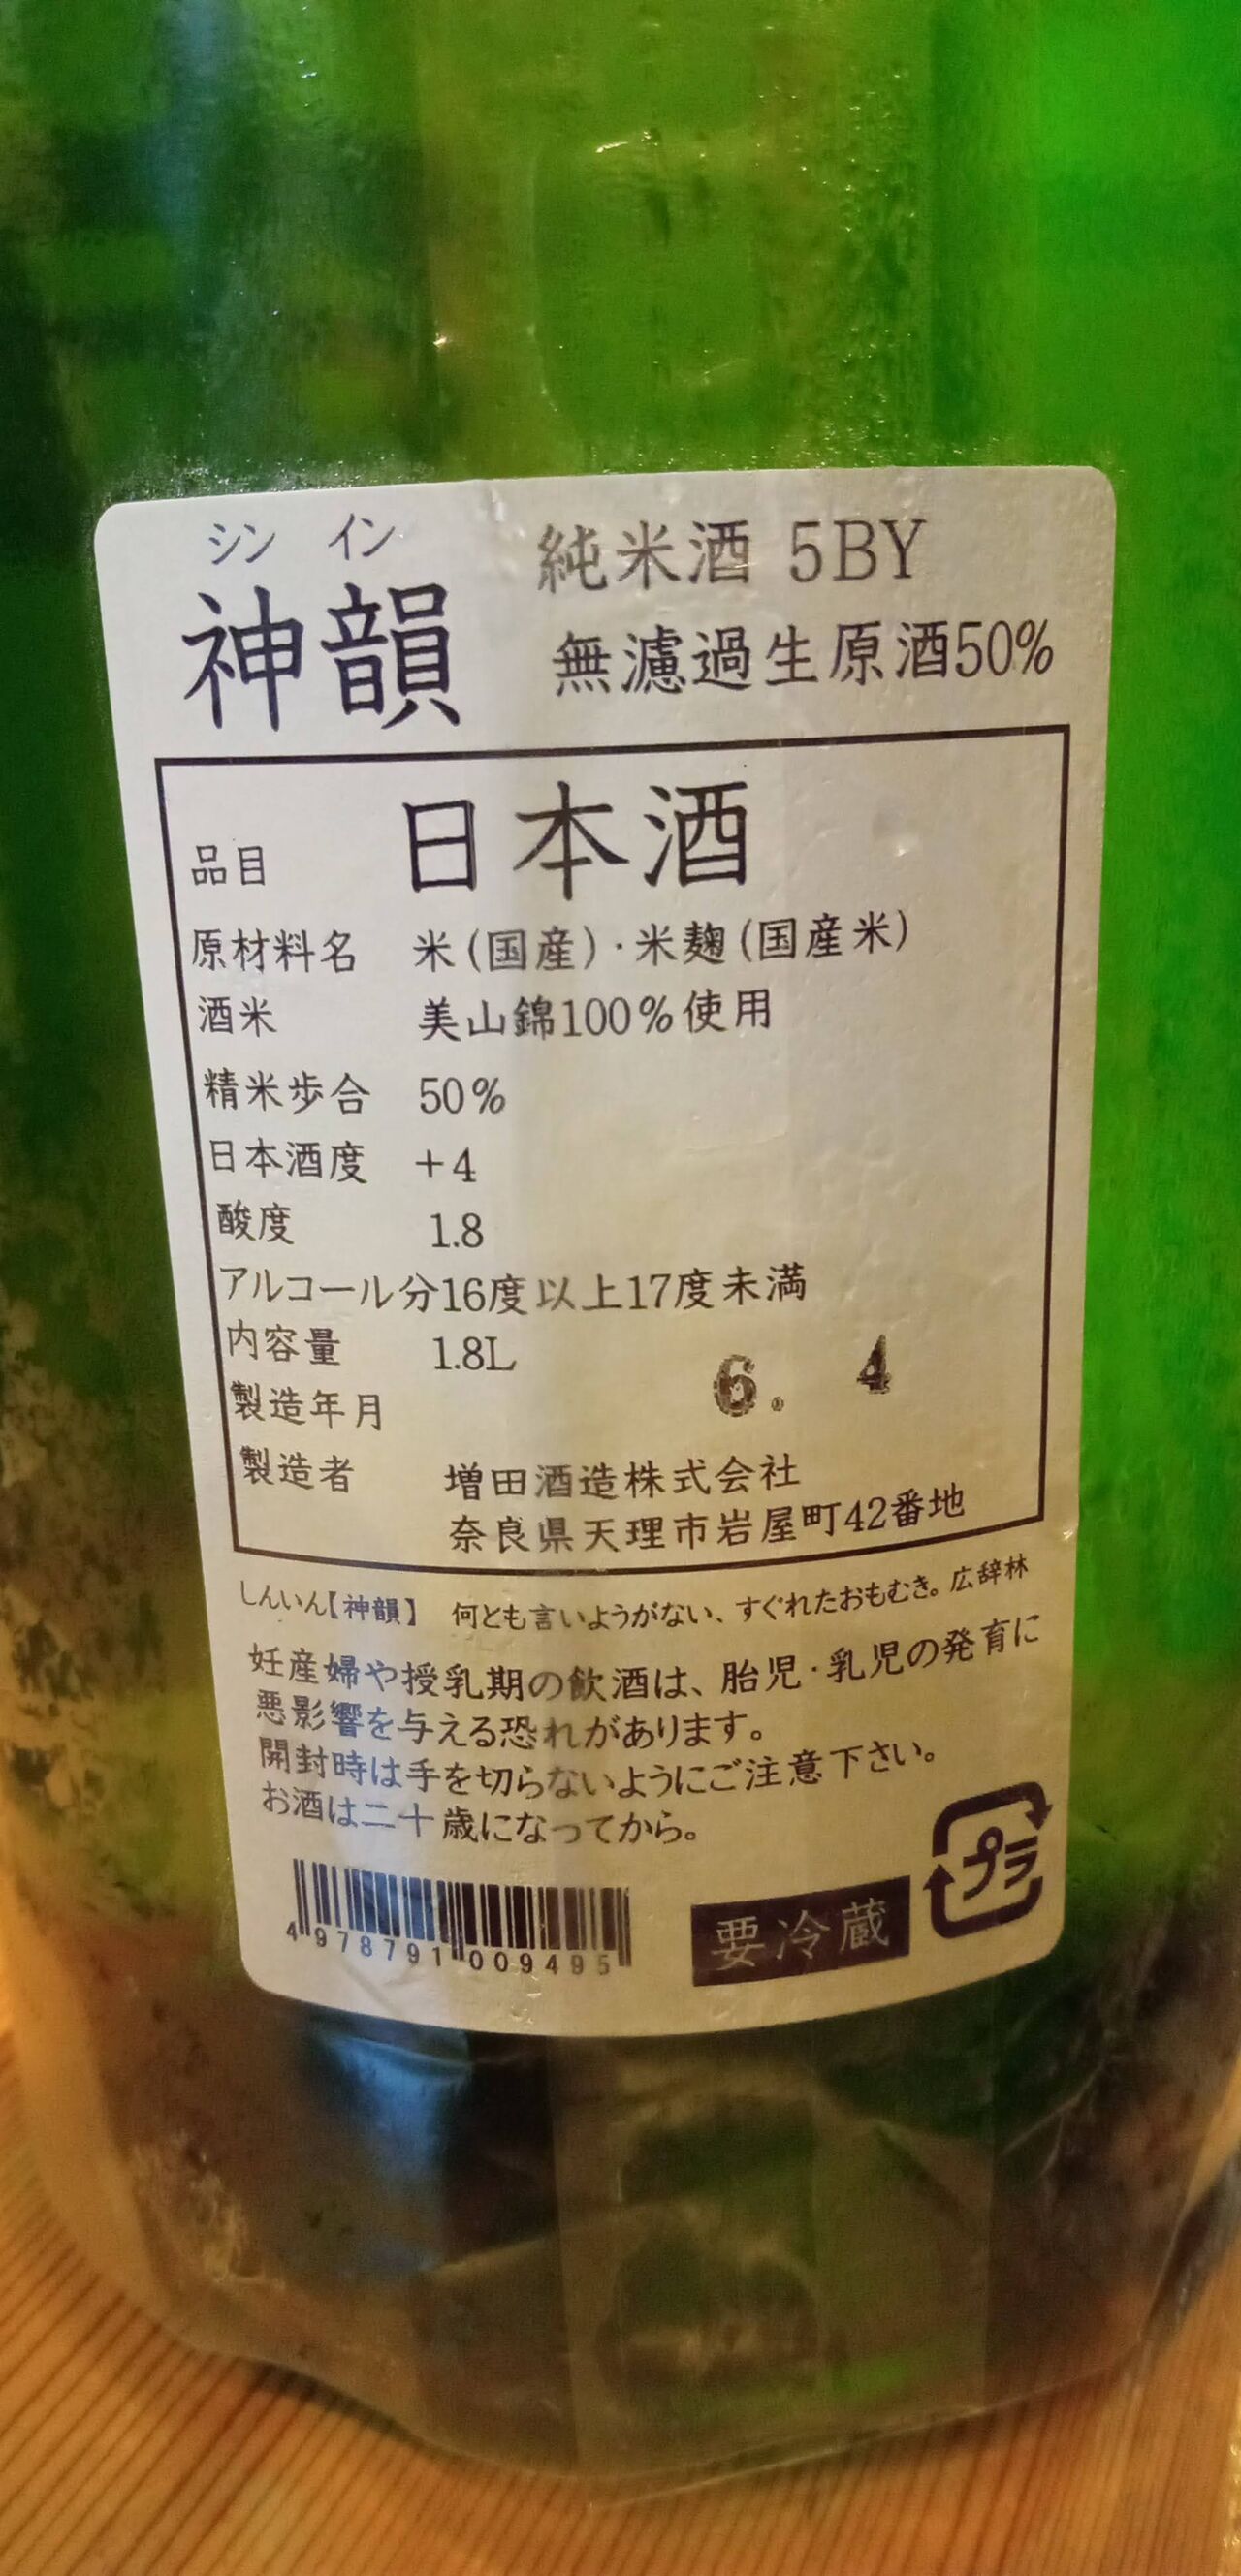 シン イン
神韻
純米酒 5BY
無濾過生原酒50%
品目 日本酒
原材料名 米(国産)・米麹(国産米)
酒米 美山錦100%使用
精米歩合 50%
日本酒度 +4
酸度 1.8
アルコール分16度以上17度未満
内容量 1.8L
製造年月 6. 4
製造者 増田酒造株式会社
奈良県天理市岩屋町42番地
しんいん【神韻】 何とも言いようがない、すぐれたおもむき。広辞林
妊産婦や授乳期の飲酒は、胎児・乳児の発育に
悪影響を与える恐れがあります。
開封時は手を切らないようにご注意下さい。
お酒は二十歳になってから。
4 978791 009495
要冷蔵
プラ